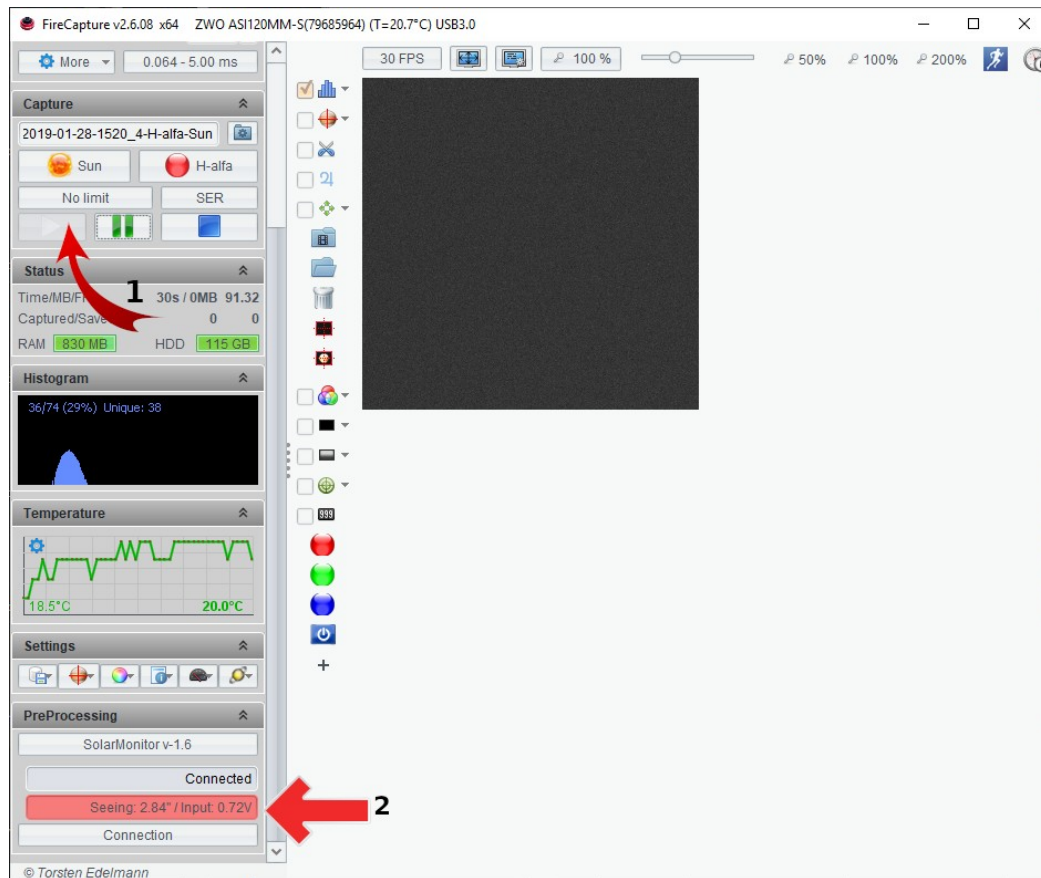 FireCapture v2.6.08 x64 ZWO ASI120MM-S(79685964) (T=20.7°C) USB3.0
More 0.064 - 5.00 ms
30 FPS 100 % 50% 100% 200%
Capture
2019-01-28-1520_4-H-alfa-Sun
Sun H-alfa
No limit SER
Status
1
Time/MB/F 30s / 0MB 91.32
Captured/Save 0 0
RAM 830 MB HDD 115 GB
Histogram
36/74 (29%) Unique: 38
Temperature
999
18.5°C 20.0°C
Settings
PreProcessing
SolarMonitor v-1.6
Connected
Seeing: 2.84" / Input: 0.72V
2
Connection
© Torsten Edelmann